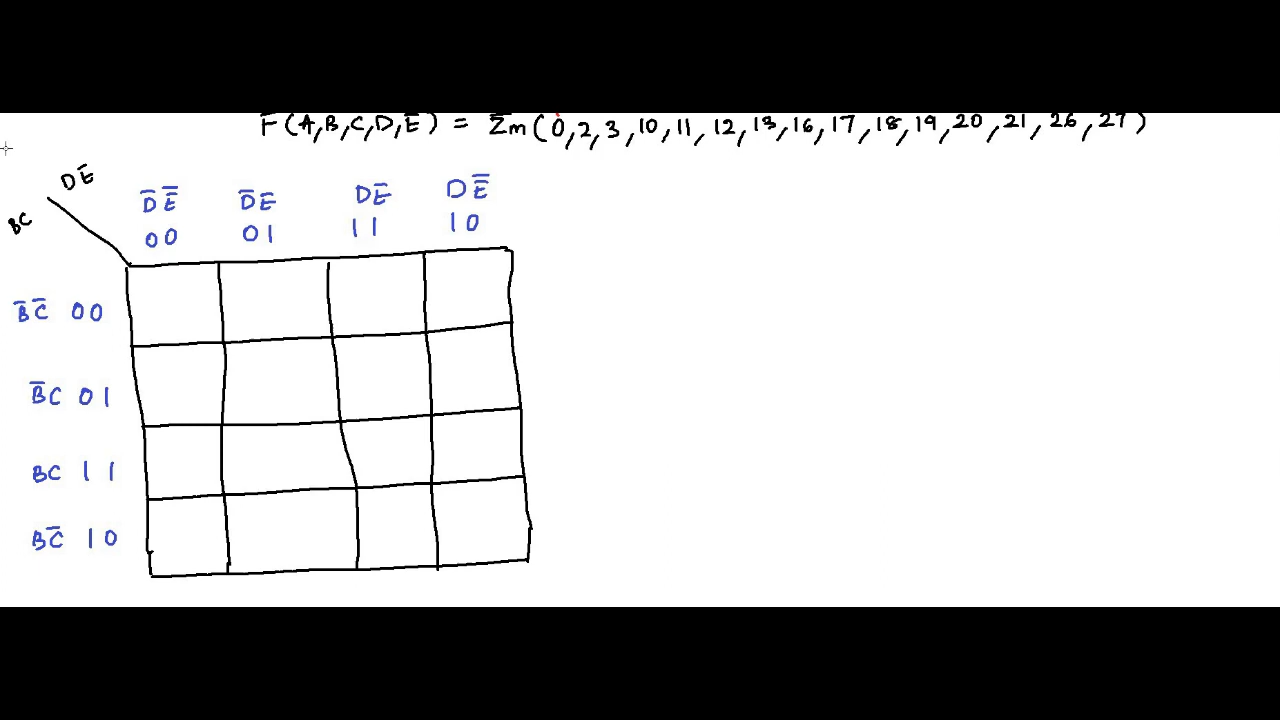 F(A,B,C,D,E) = Σm(0,2,3,10,11,12,13,16,17,18,19,20,21,26,27)
DE
BC
D̅E̅ D̅E DE DE̅
00 01 11 10
B̅C̅ 00
B̅C 01
BC 11
BC̅ 10